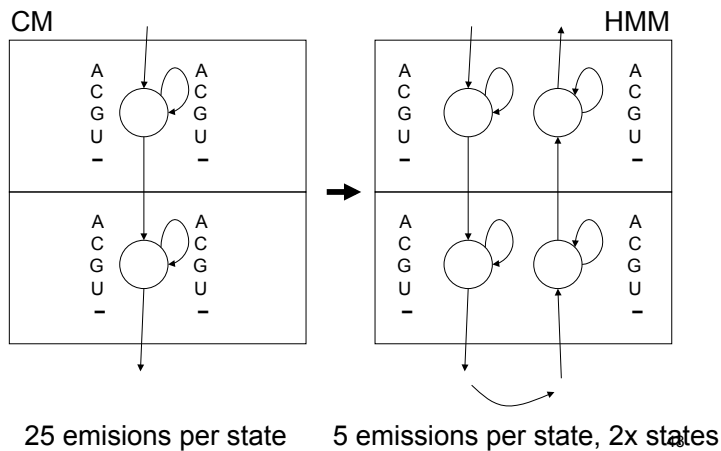 CM
HMM
A
C
G
U
–
A
C
G
U
–
A
C
G
U
–
A
C
G
U
–
A
C
G
U
–
A
C
G
U
–
A
C
G
U
–
A
C
G
U
–
25 emisions per state
5 emissions per state, 2x states